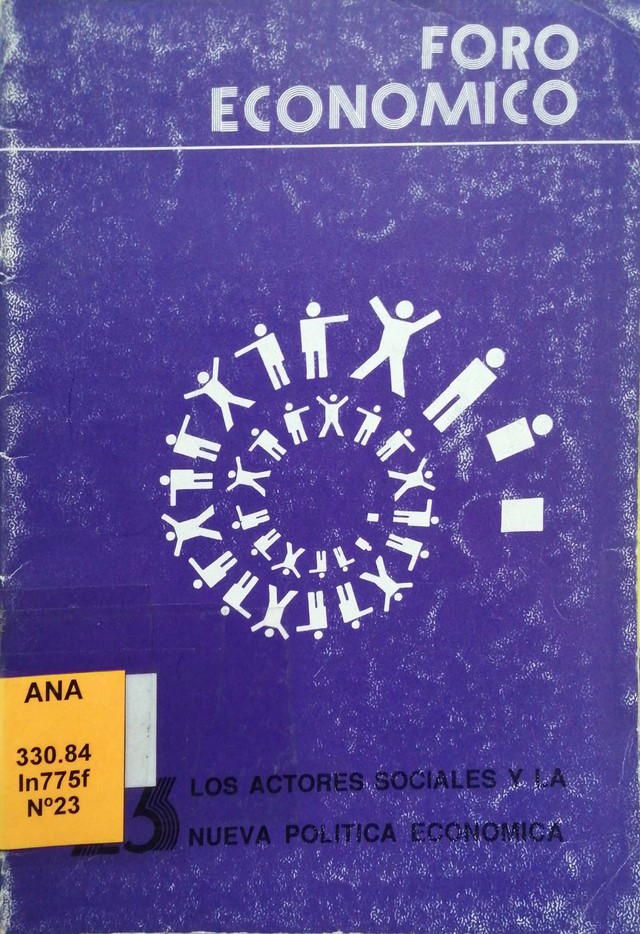 FORO
ECONOMICO
ANA
330.84
In775f
Nº23
23 LOS ACTORES SOCIALES Y LA
NUEVA POLITICA ECONOMICA